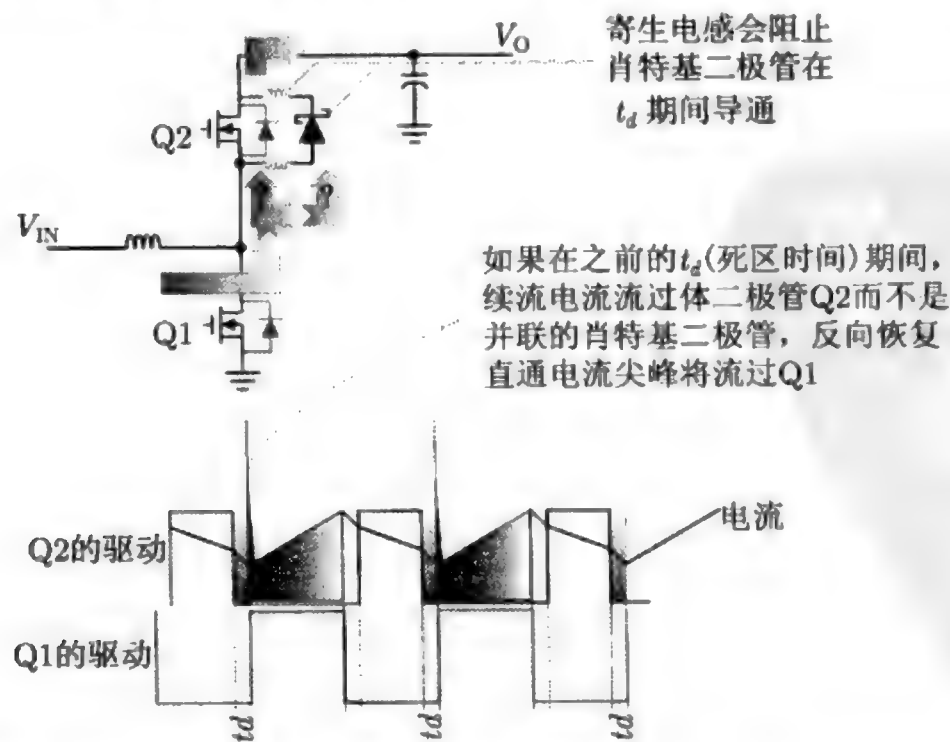 V_O
寄生电感会阻止
肖特基二极管在
t_d 期间导通
Q2
?
V_IN
如果在之前的t_d(死区时间)期间，
续流电流流过体二极管Q2而不是
并联的肖特基二极管，反向恢复
直通电流尖峰将流过Q1
Q1
电流
Q2的驱动
Q1的驱动
td
td
td
td
td